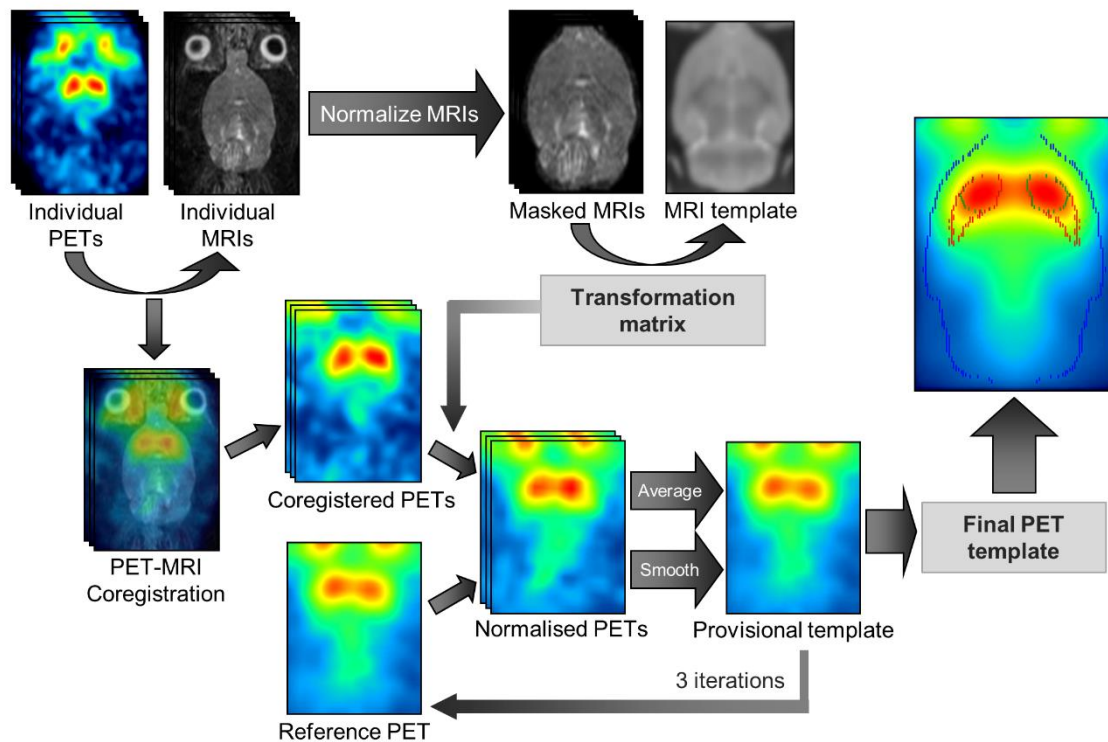 Individual
PETs
Individual
MRIs
Normalize MRIs
Masked MRIs
MRI template
Transformation
matrix
PET-MRI
Coregistration
Coregistered PETs
Reference PET
Normalised PETs
Average
Smooth
Provisional template
3 iterations
Final PET
template